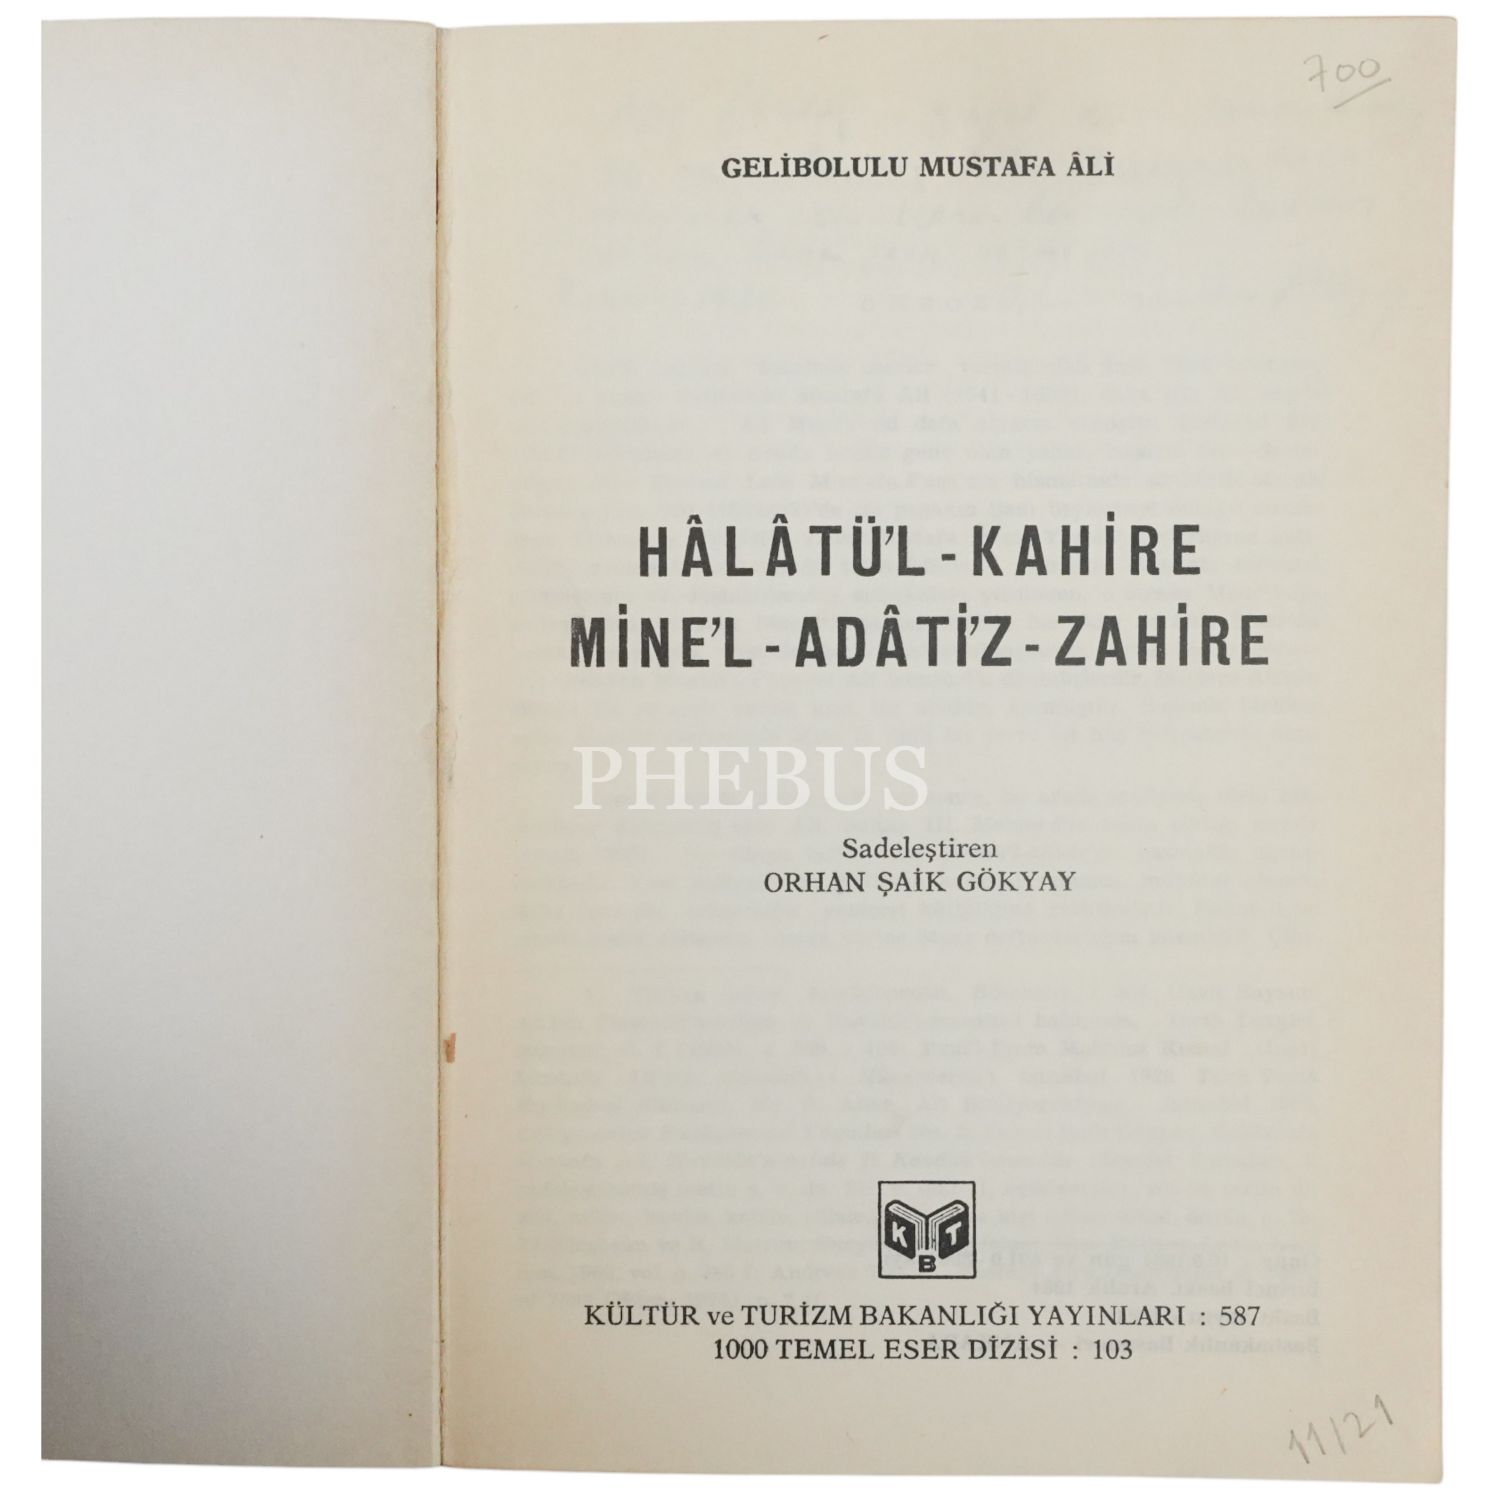 700
GELİBOLULU MUSTAFA ÂLİ
HÂLÂTÜ'L - KAHİRE
MİNE'L - ADÂTİ'Z - ZAHİRE
PHEBUS
Sadeleştiren
ORHAN ŞAİK GÖKYAY
K B T
KÜLTÜR ve TURİZM BAKANLIĞI YAYINLARI : 587
1000 TEMEL ESER DİZİSİ : 103
11/21